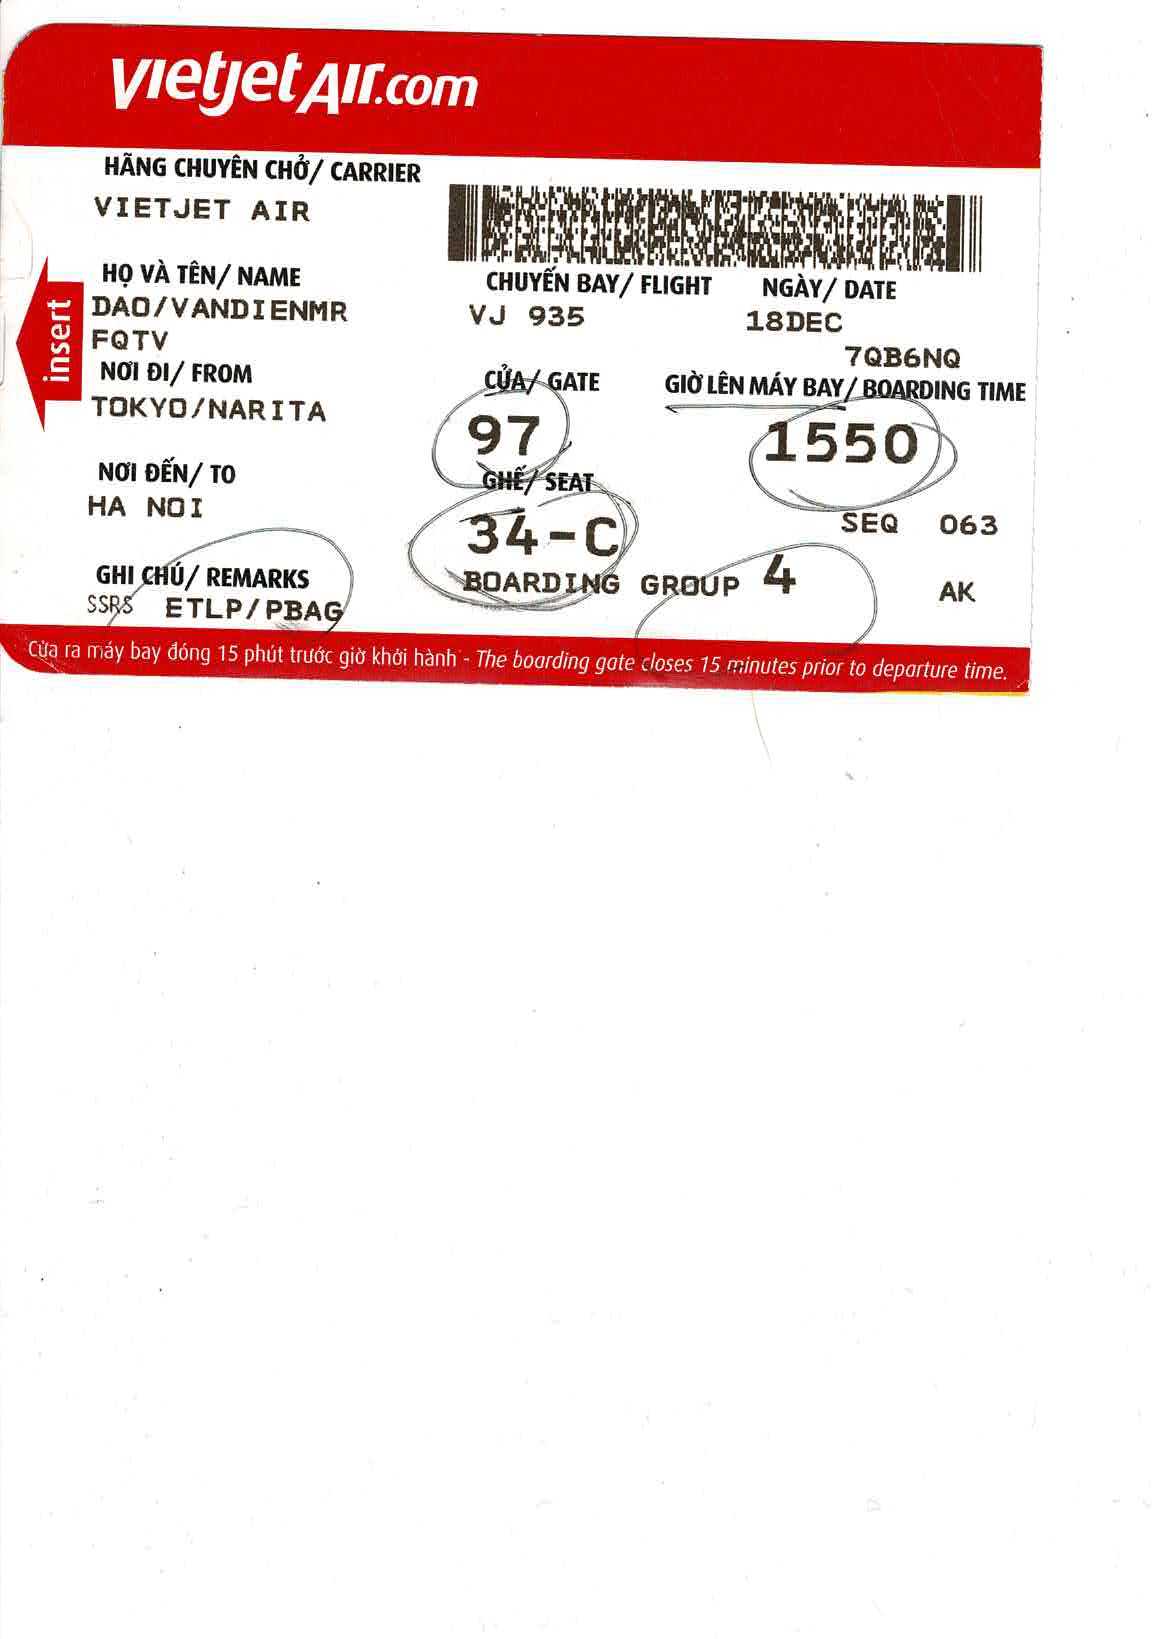 vietjetAir.com
HÃNG CHUYÊN CHỞ/ CARRIER
VIETJET AIR
HỌ VÀ TÊN/ NAME
CHUYẾN BAY/ FLIGHT
NGÀY/ DATE
DAO/VANDIENMR
VJ 935
18DEC
FQTV
7QB6NQ
NƠI ĐI/ FROM
CỬA/ GATE
GIỜ LÊN MÁY BAY/ BOARDING TIME
TOKYO/NARITA
97
1550
insert
NƠI ĐẾN/ TO
GHẾ/ SEAT
HA NOI
34-C
SEQ 063
GHI CHÚ/ REMARKS
BOARDING GROUP 4
AK
SSRS ETLP/PBAG
Cửa ra máy bay đóng 15 phút trước giờ khởi hành - The boarding gate closes 15 minutes prior to departure time.